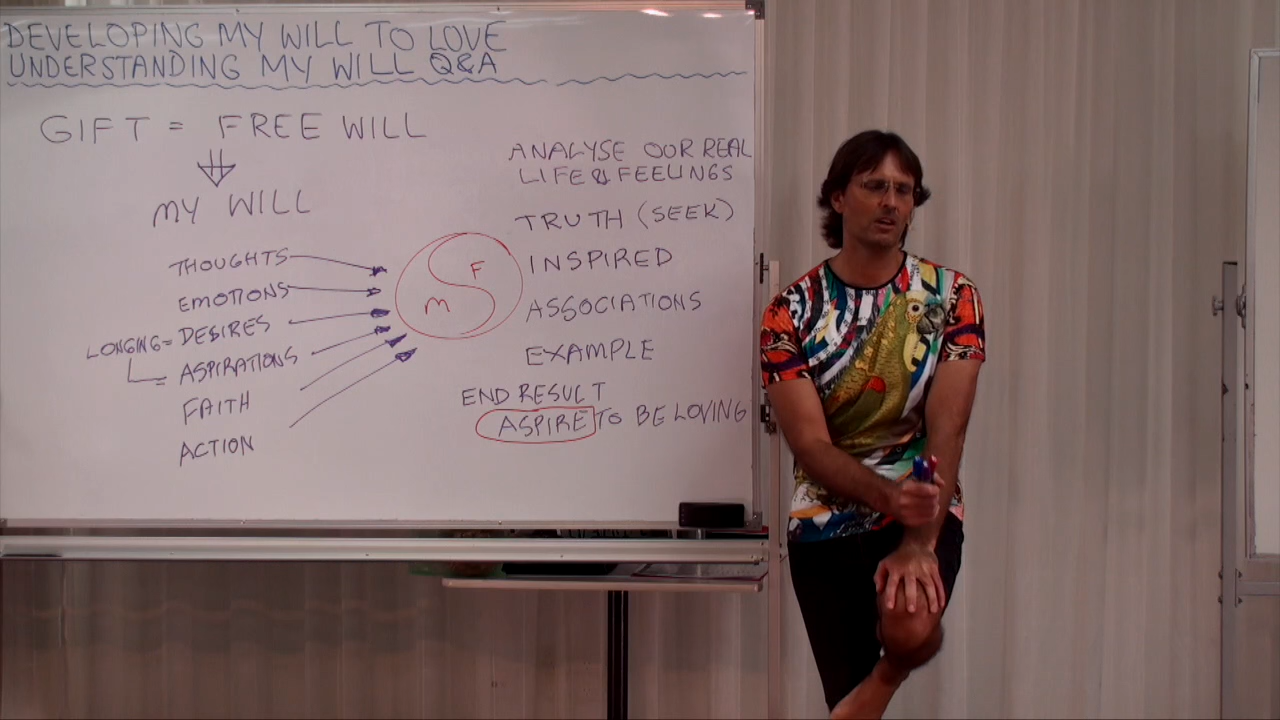 DEVELOPING MY WILL TO LOVE
UNDERSTANDING MY WILL Q&A
GIFT = FREE WILL
MY WILL
THOUGHTS
EMOTIONS
LONGING = DESIRES
= ASPIRATIONS
FAITH
ACTION
F
M
ANALYSE OUR REAL
LIFE & FEELINGS
TRUTH (SEEK)
INSPIRED
ASSOCIATIONS
EXAMPLE
END RESULT
ASPIRE TO BE LOVING